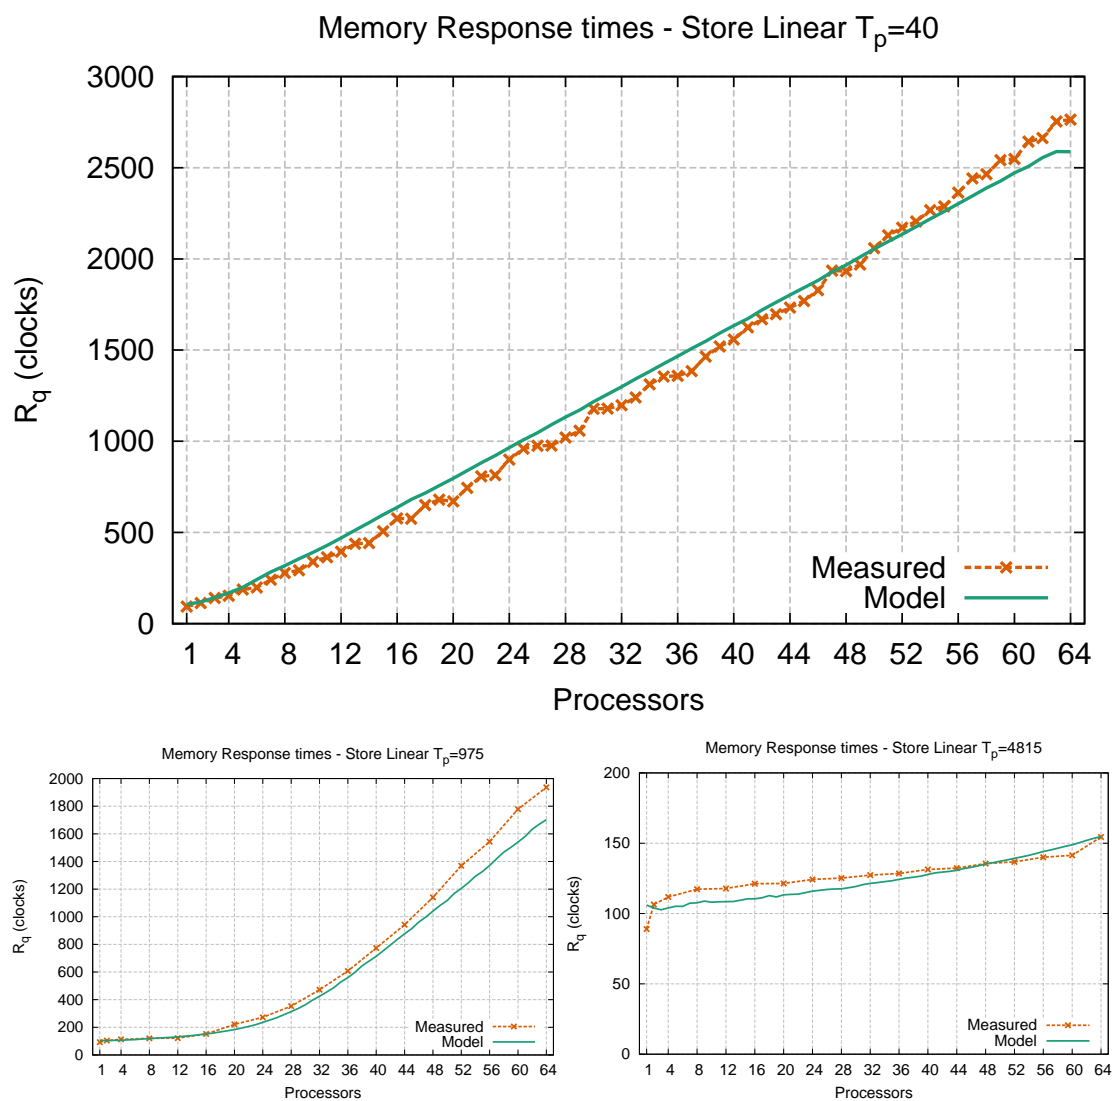 Memory Response times - Store Linear Tp=40
3000
2500
2000
1500
1000
500
0
Rq (clocks)
Measured
Model
1 4 8 12 16 20 24 28 32 36 40 44 48 52 56 60 64
Processors
Memory Response times - Store Linear Tp=975
2000
1800
1600
1400
1200
1000
800
600
400
200
0
Rq (clocks)
Measured
Model
1 4 8 12 16 20 24 28 32 36 40 44 48 52 56 60 64
Processors
Memory Response times - Store Linear Tp=4815
200
150
100
50
0
Rq (clocks)
Measured
Model
1 4 8 12 16 20 24 28 32 36 40 44 48 52 56 60 64
Processors